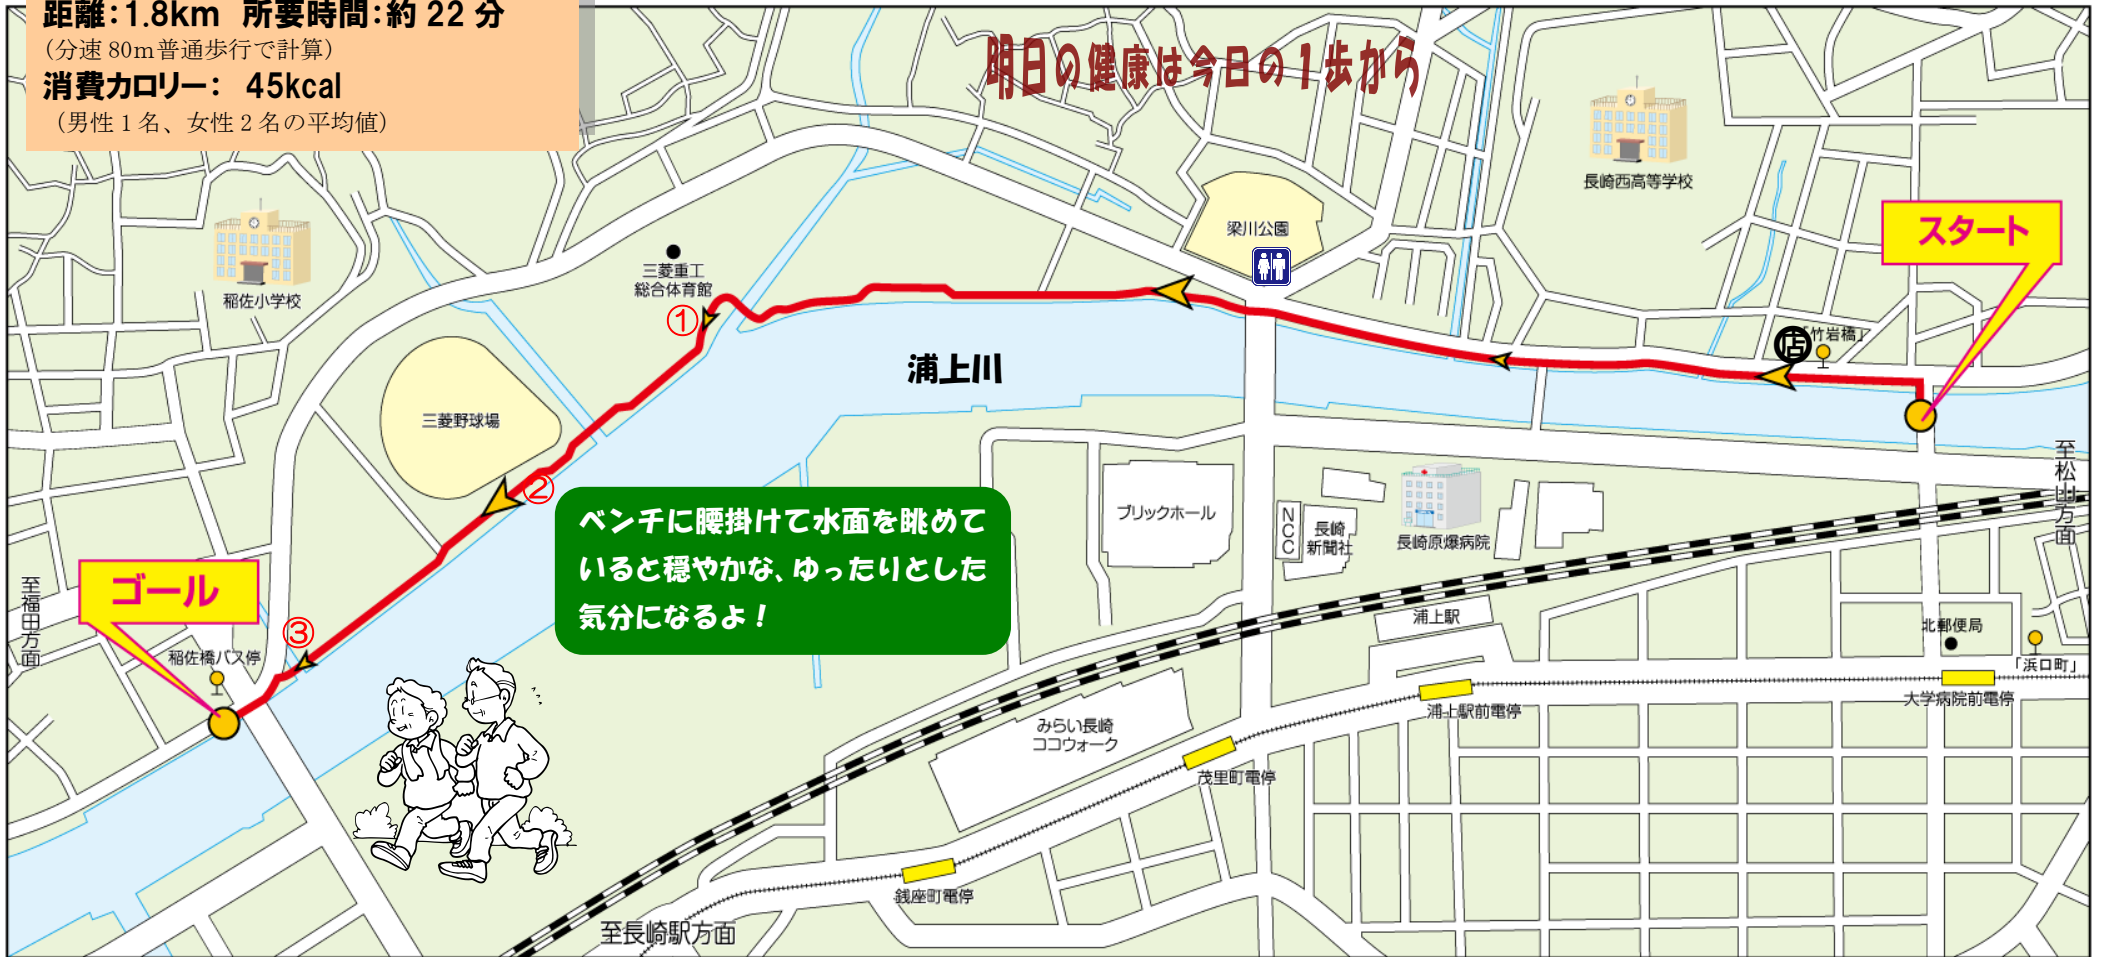 距離：1.8km 所要時間：約 22 分
（分速 80m普通歩行で計算）
消費カロリー： 45kcal
（男性 1 名、女性 2 名の平均値）
明日の健康は今日の1歩から
長崎西高等学校
スタート
梁川公園
稲佐小学校
三菱重工
総合体育館
①
店
「竹岩橋」
浦上川
三菱野球場
②
至松山方面
ベンチに腰掛けて水面を眺めて
いると穏やかな、ゆったりとした
気分になるよ！
ブリックホール
NCC
長崎
新聞社
長崎原爆病院
ゴール
至福田方面
③
稲佐橋バス停
浦上駅
北郵便局
「浜口町」
大学病院前電停
浦上駅前電停
みらい長崎
ココウォーク
茂里町電停
銭座町電停
至長崎駅方面